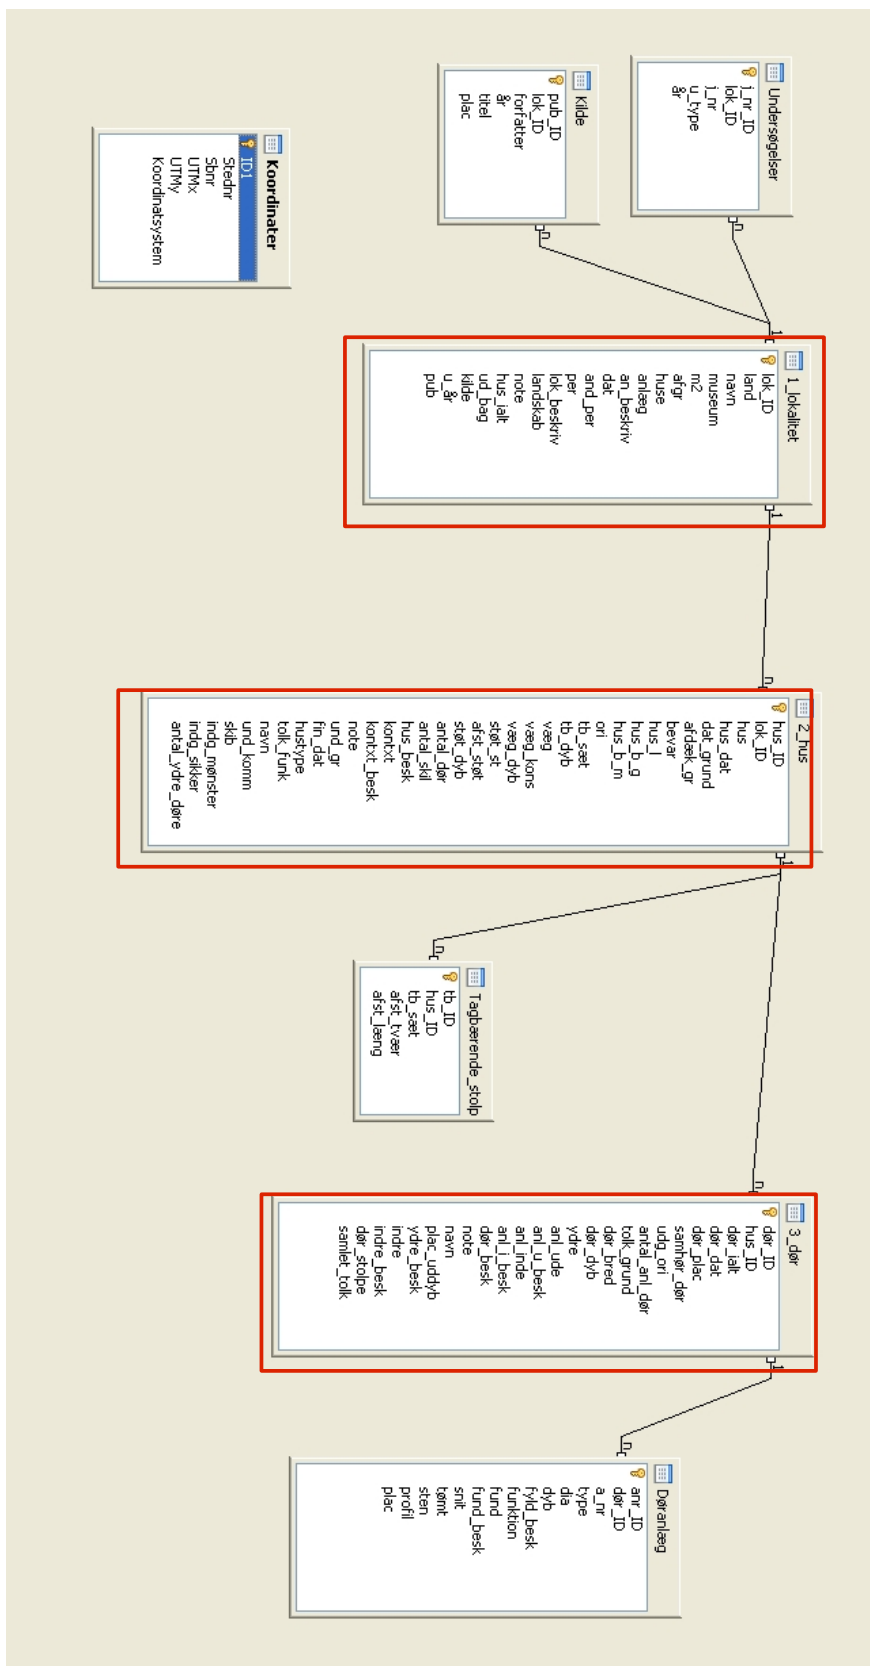 Undersøgelser
j_nr_ID
lok_ID
j_nr
u_type
år
n
Kilde
pub_ID
lok_ID
forfatter
år
titel
plac
n
Koordinater
ID1
Stednr
Sbnr
UTMx
UTMy
Koordinatsystem
1
1_lokalitet
lok_ID
land
navn
museum
m2
afgr
huse
anlæg
an_beskriv
dat
and_per
per
lok_beskriv
landskab
note
hus_ialt
ud_bag
kilde
u_år
pub
1
n
2_hus
hus_ID
lok_ID
hus
hus_dat
dat_grund
afdæk_gr
bevar
hus_l
hus_b_g
hus_b_m
ori
tb_sæt
tb_dyb
væg
væg_kons
væg_dyb
støt_st
afst_støt
støt_dyb
antal_dør
antal_skil
hus_besk
kontxt
kontxt_besk
note
und_gr
fin_dat
hustype
tolk_funk
navn
und_komm
skib
indg_mønster
indg_sikker
antal_ydre_døre
1
n
Tagbærende_stolp
tb_ID
hus_ID
tb_sæt
afst_tvær
afst_læng
n
3_dør
dør_ID
hus_ID
dør_ialt
dør_dat
dør_plac
samhør_dør
udg_ori
antal_anl_dør
tolk_grund
dør_bred
dør_dyb
ydre
anl_ude
anl_u_besk
anl_inde
anl_i_besk
dør_besk
note
navn
plac_uddyb
ydre_besk
indre
indre_besk
dør_stolpe
samlet_tolk
1
n
Døranlæg
anr_ID
dør_ID
a_nr
type
dia
dyb
fyld_besk
funktion
fund
fund_besk
snit
tømt
sten
profil
plac